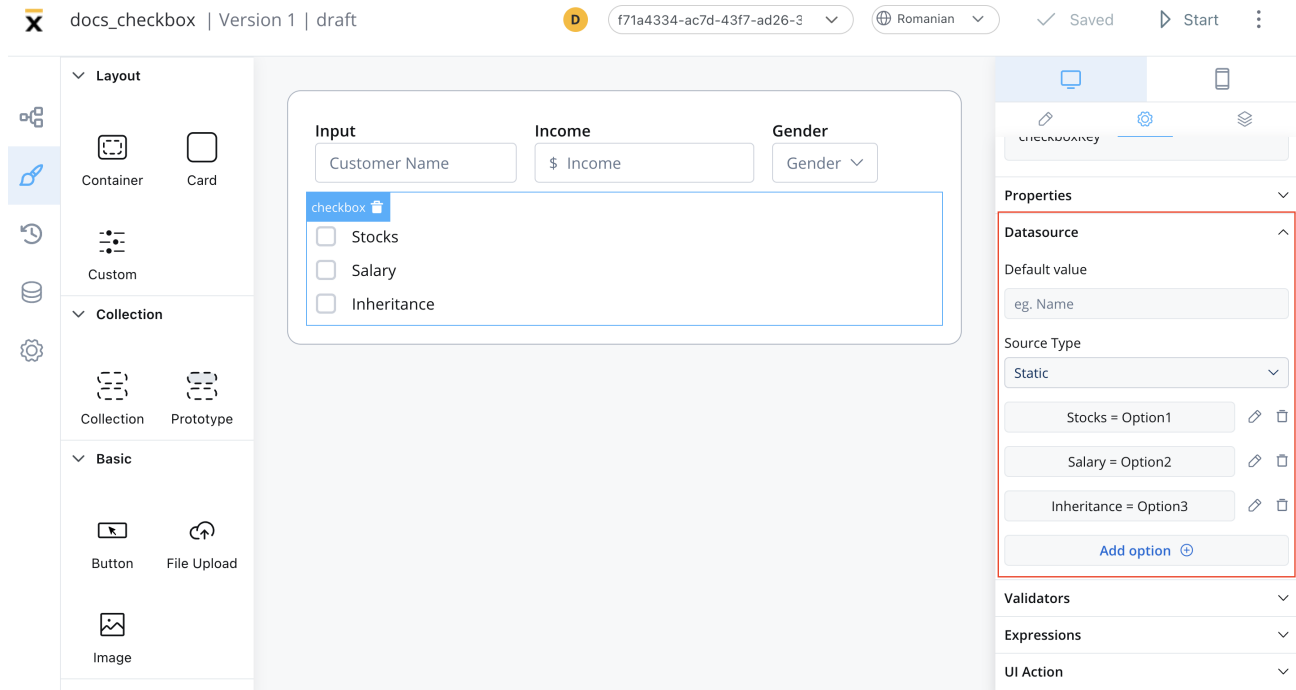 docs_checkbox | Version 1 | draft
D
f71a4334-ac7d-43f7-ad26-3
Romanian
Saved
Start
Layout
Container
Card
Custom
Collection
Collection
Prototype
Basic
Button
File Upload
Image
Input
Income
Gender
Customer Name
$ Income
Gender
checkbox
Stocks
Salary
Inheritance
checkboxKey
Properties
Datasource
Default value
eg. Name
Source Type
Static
Stocks = Option1
Salary = Option2
Inheritance = Option3
Add option
Validators
Expressions
UI Action